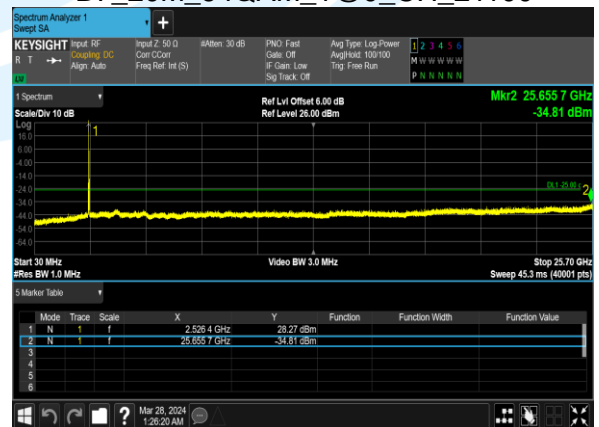 Spectrum Analyzer 1
Swept SA
+
KEYSIGHT Input: RF Input Z: 50 Ω #Atten: 30 dB PNO: Fast Avg Type: Log-Power 1 2 3 4 5 6
R T Coupling: DC Corr CCorr Gate: Off Avg|Hold: 100/100 M W W W W W
Align: Auto Freq Ref: Int (S) IF Gain: Low Trig: Free Run
Sig Track: Off P N N N N N
LW
1 Spectrum Ref Lvl Offset 6.00 dB Mkr2 25.655 7 GHz
Scale/Div 10 dB Ref Level 26.00 dBm -34.81 dBm
Log
16.0 1
6.00
-4.00
-14.0
-24.0 DL1 -25.00 2
-34.0
-44.0
-54.0
-64.0
Start 30 MHz Video BW 3.0 MHz Stop 25.70 GHz
#Res BW 1.0 MHz Sweep 45.3 ms (40001 pts)
5 Marker Table
Mode Trace Scale X Y Function Function Width Function Value
1 N 1 f 2.526 4 GHz 28.27 dBm
2 N 1 f 25.655 7 GHz -34.81 dBm
3
4
5
6
? Mar 28, 2024
1:26:20 AM